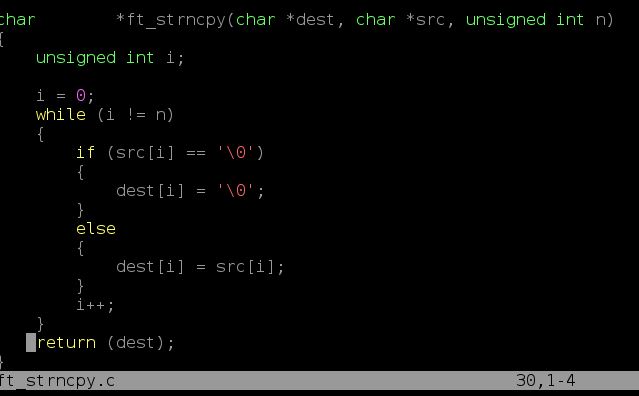 char        *ft_strncpy(char *dest, char *src, unsigned int n)
{
    unsigned int i;

    i = 0;
    while (i != n)
    {
        if (src[i] == '\0')
        {
            dest[i] = '\0';
        }
        else
        {
            dest[i] = src[i];
        }
        i++;
    }
    return (dest);
}
ft_strncpy.c                                        30,1-4